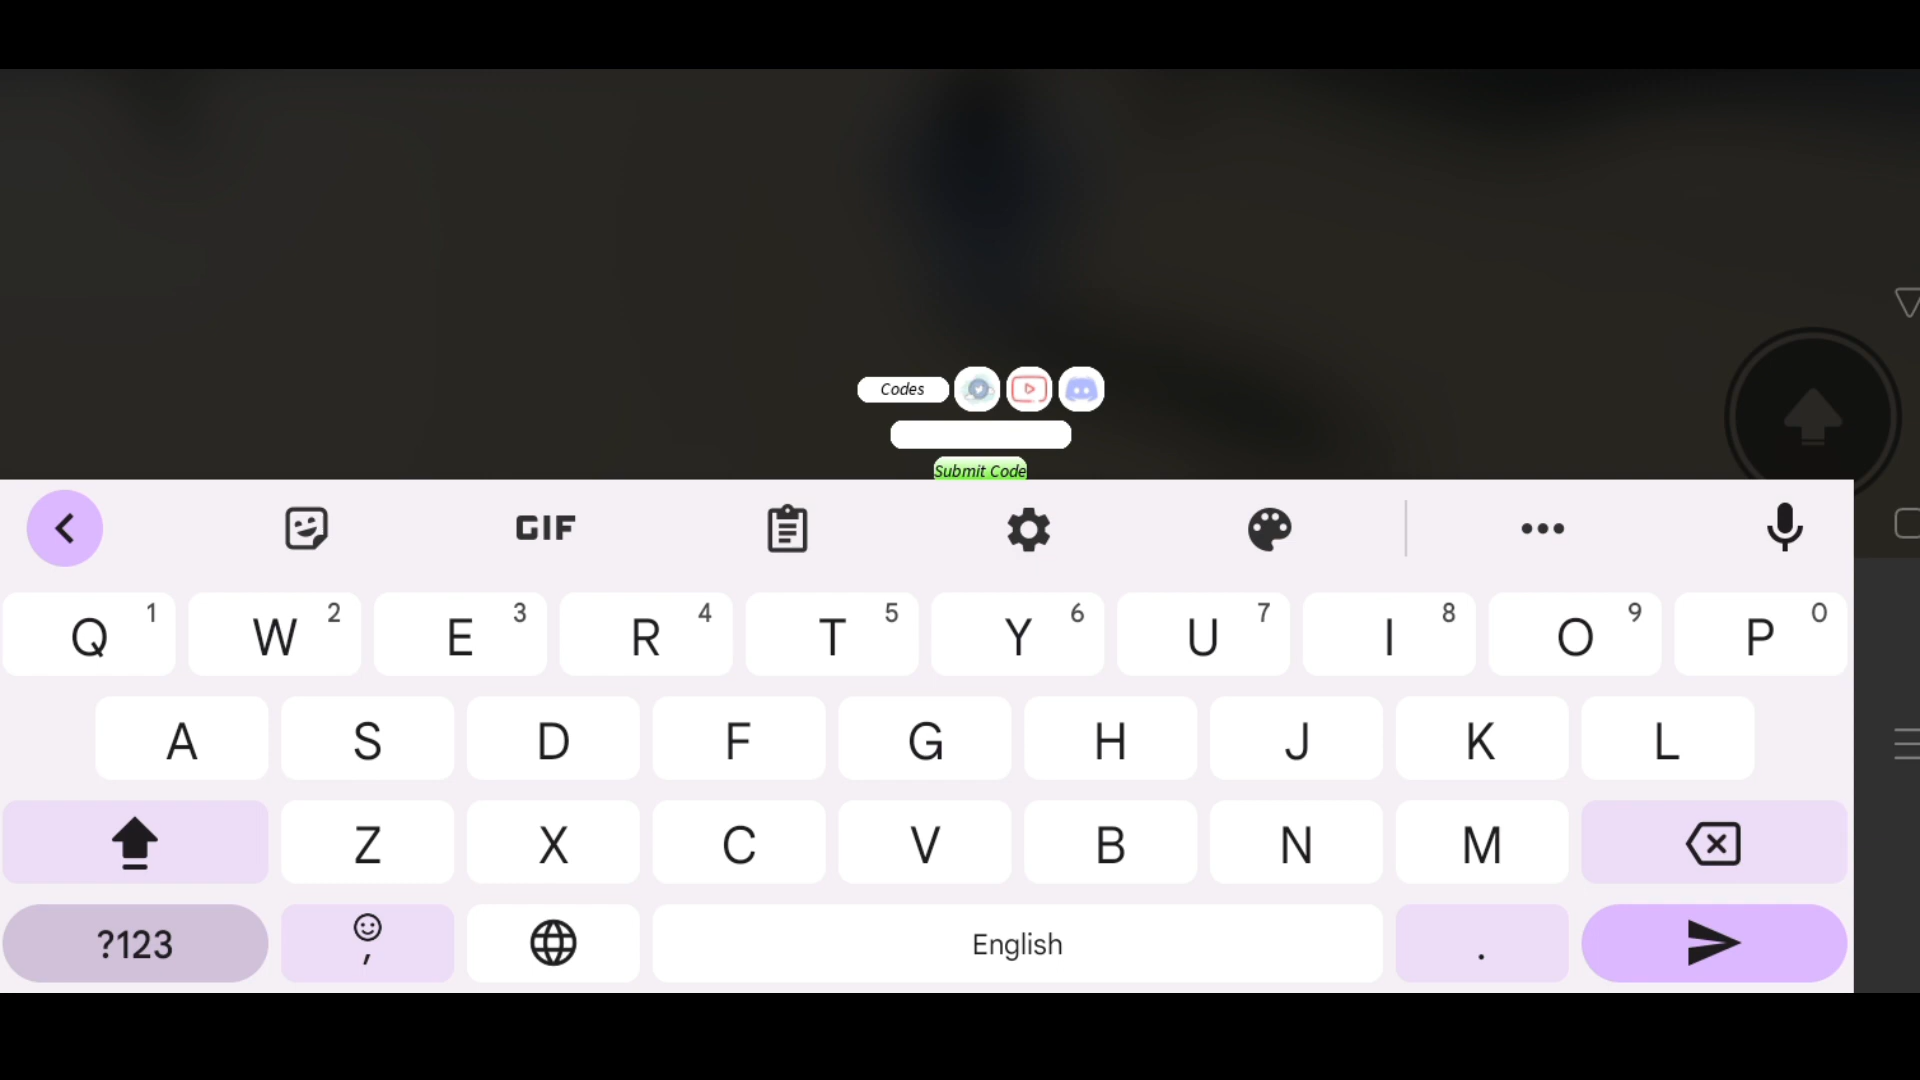 Codes
Submit Code
GIF
Q 1 W 2 E 3 R 4 T 5 Y 6 U 7 I 8 O 9 P 0
A S D F G H J K L
Z X C V B N M
?123 , English .